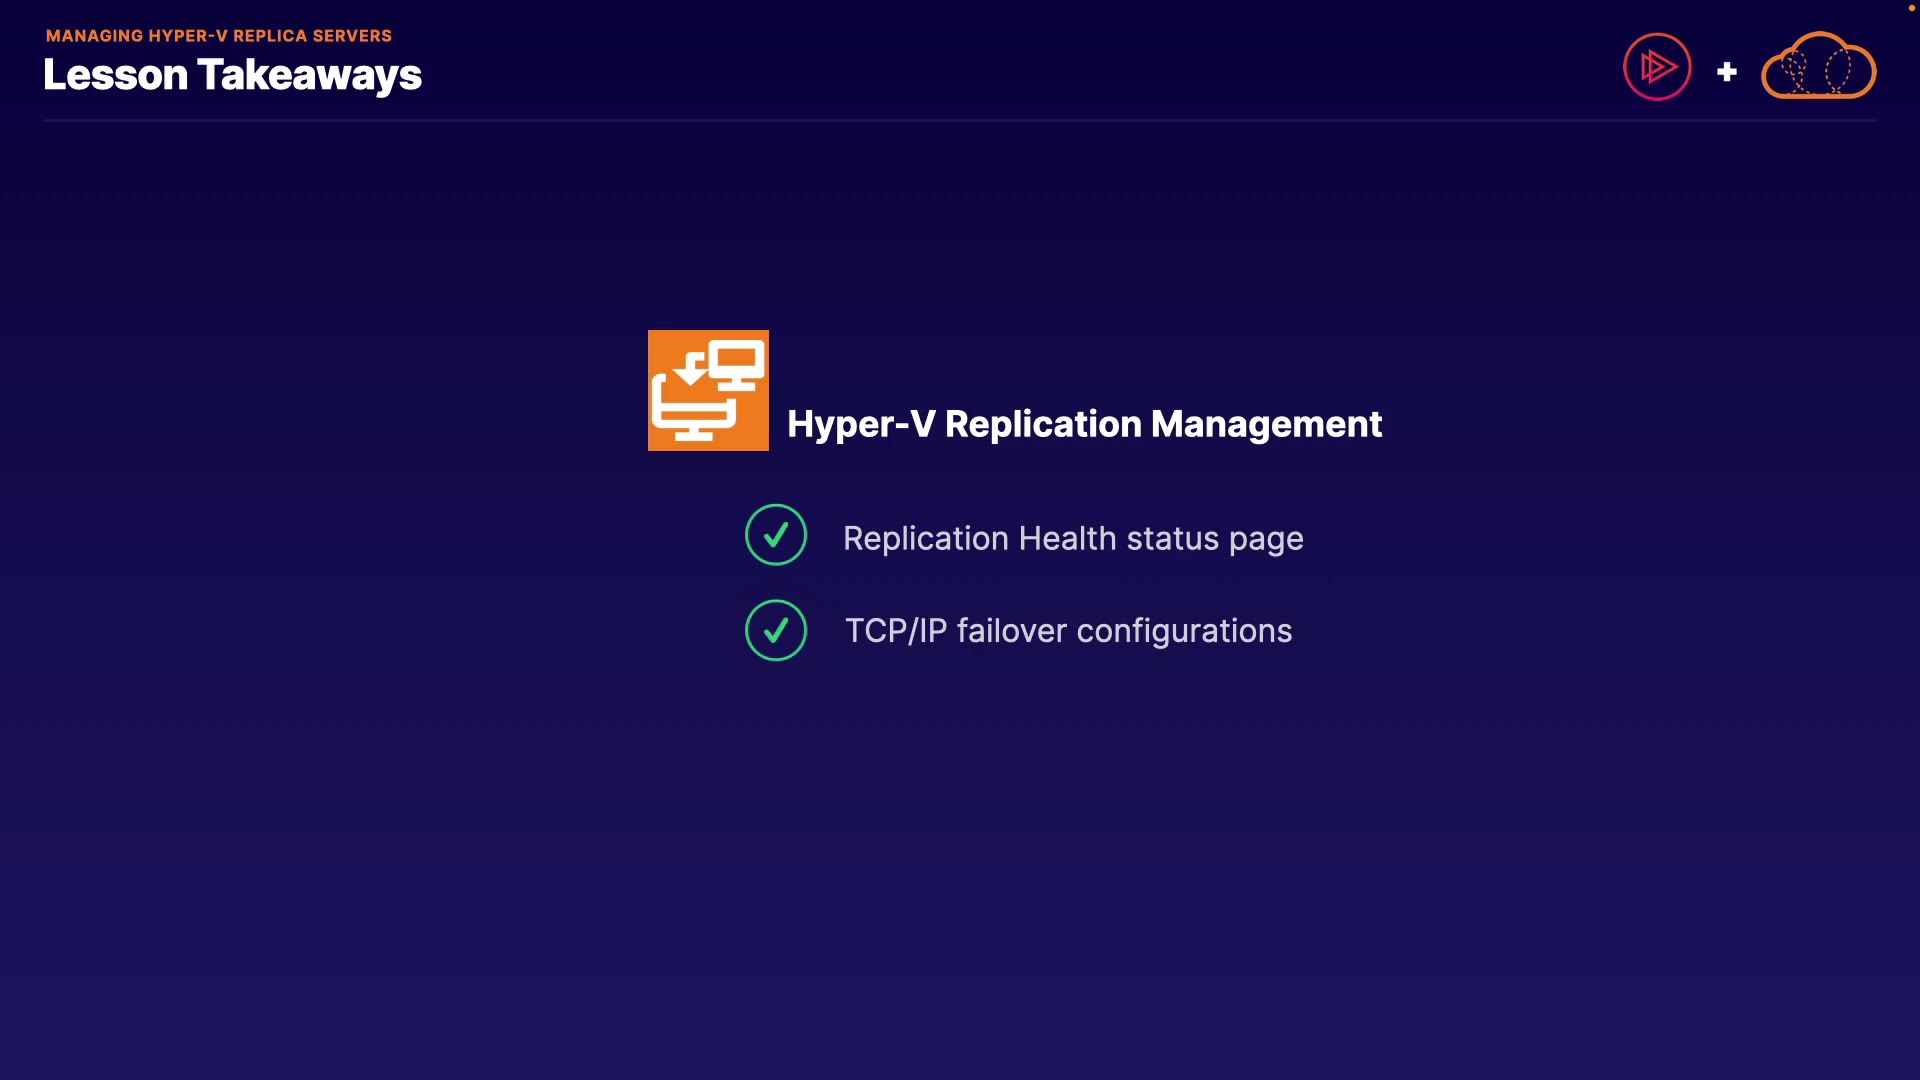 MANAGING HYPER-V REPLICA SERVERS
Lesson Takeaways
Hyper-V Replication Management
Replication Health status page
TCP/IP failover configurations